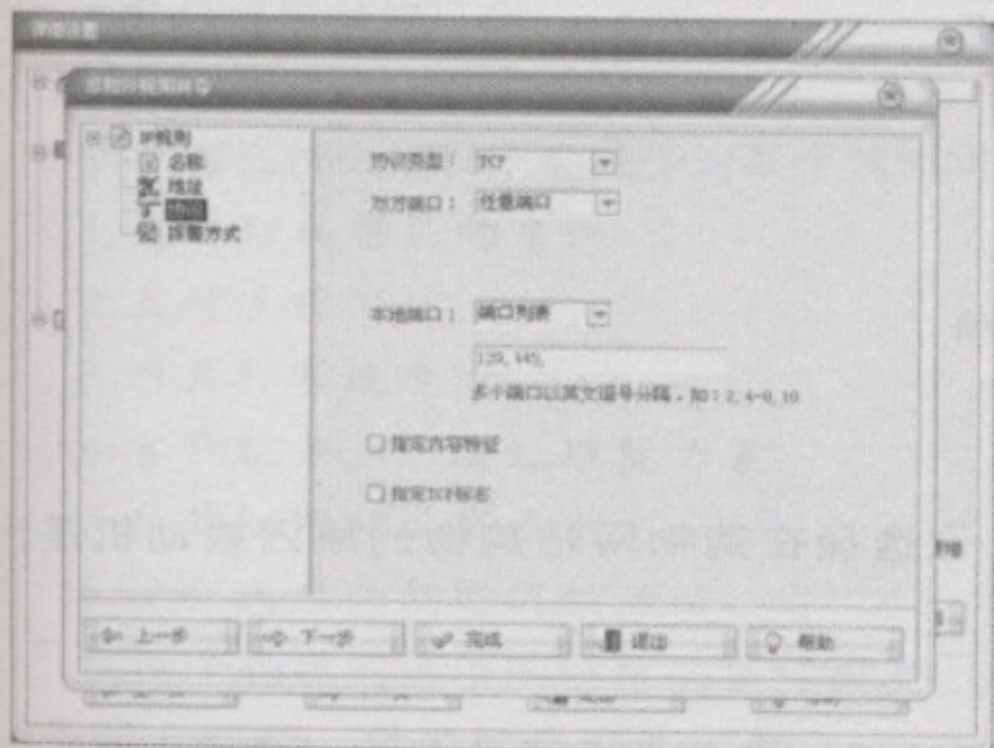 IP规则
名称
地址
协议
报警方式
协议类型： TCP
对方端口： 任意端口
本地端口： 端口列表
139,445,
多个端口以英文逗号分隔，如：2,4-8,10
指定内容特征
指定TCP标志
上一步 下一步 完成 退出 帮助